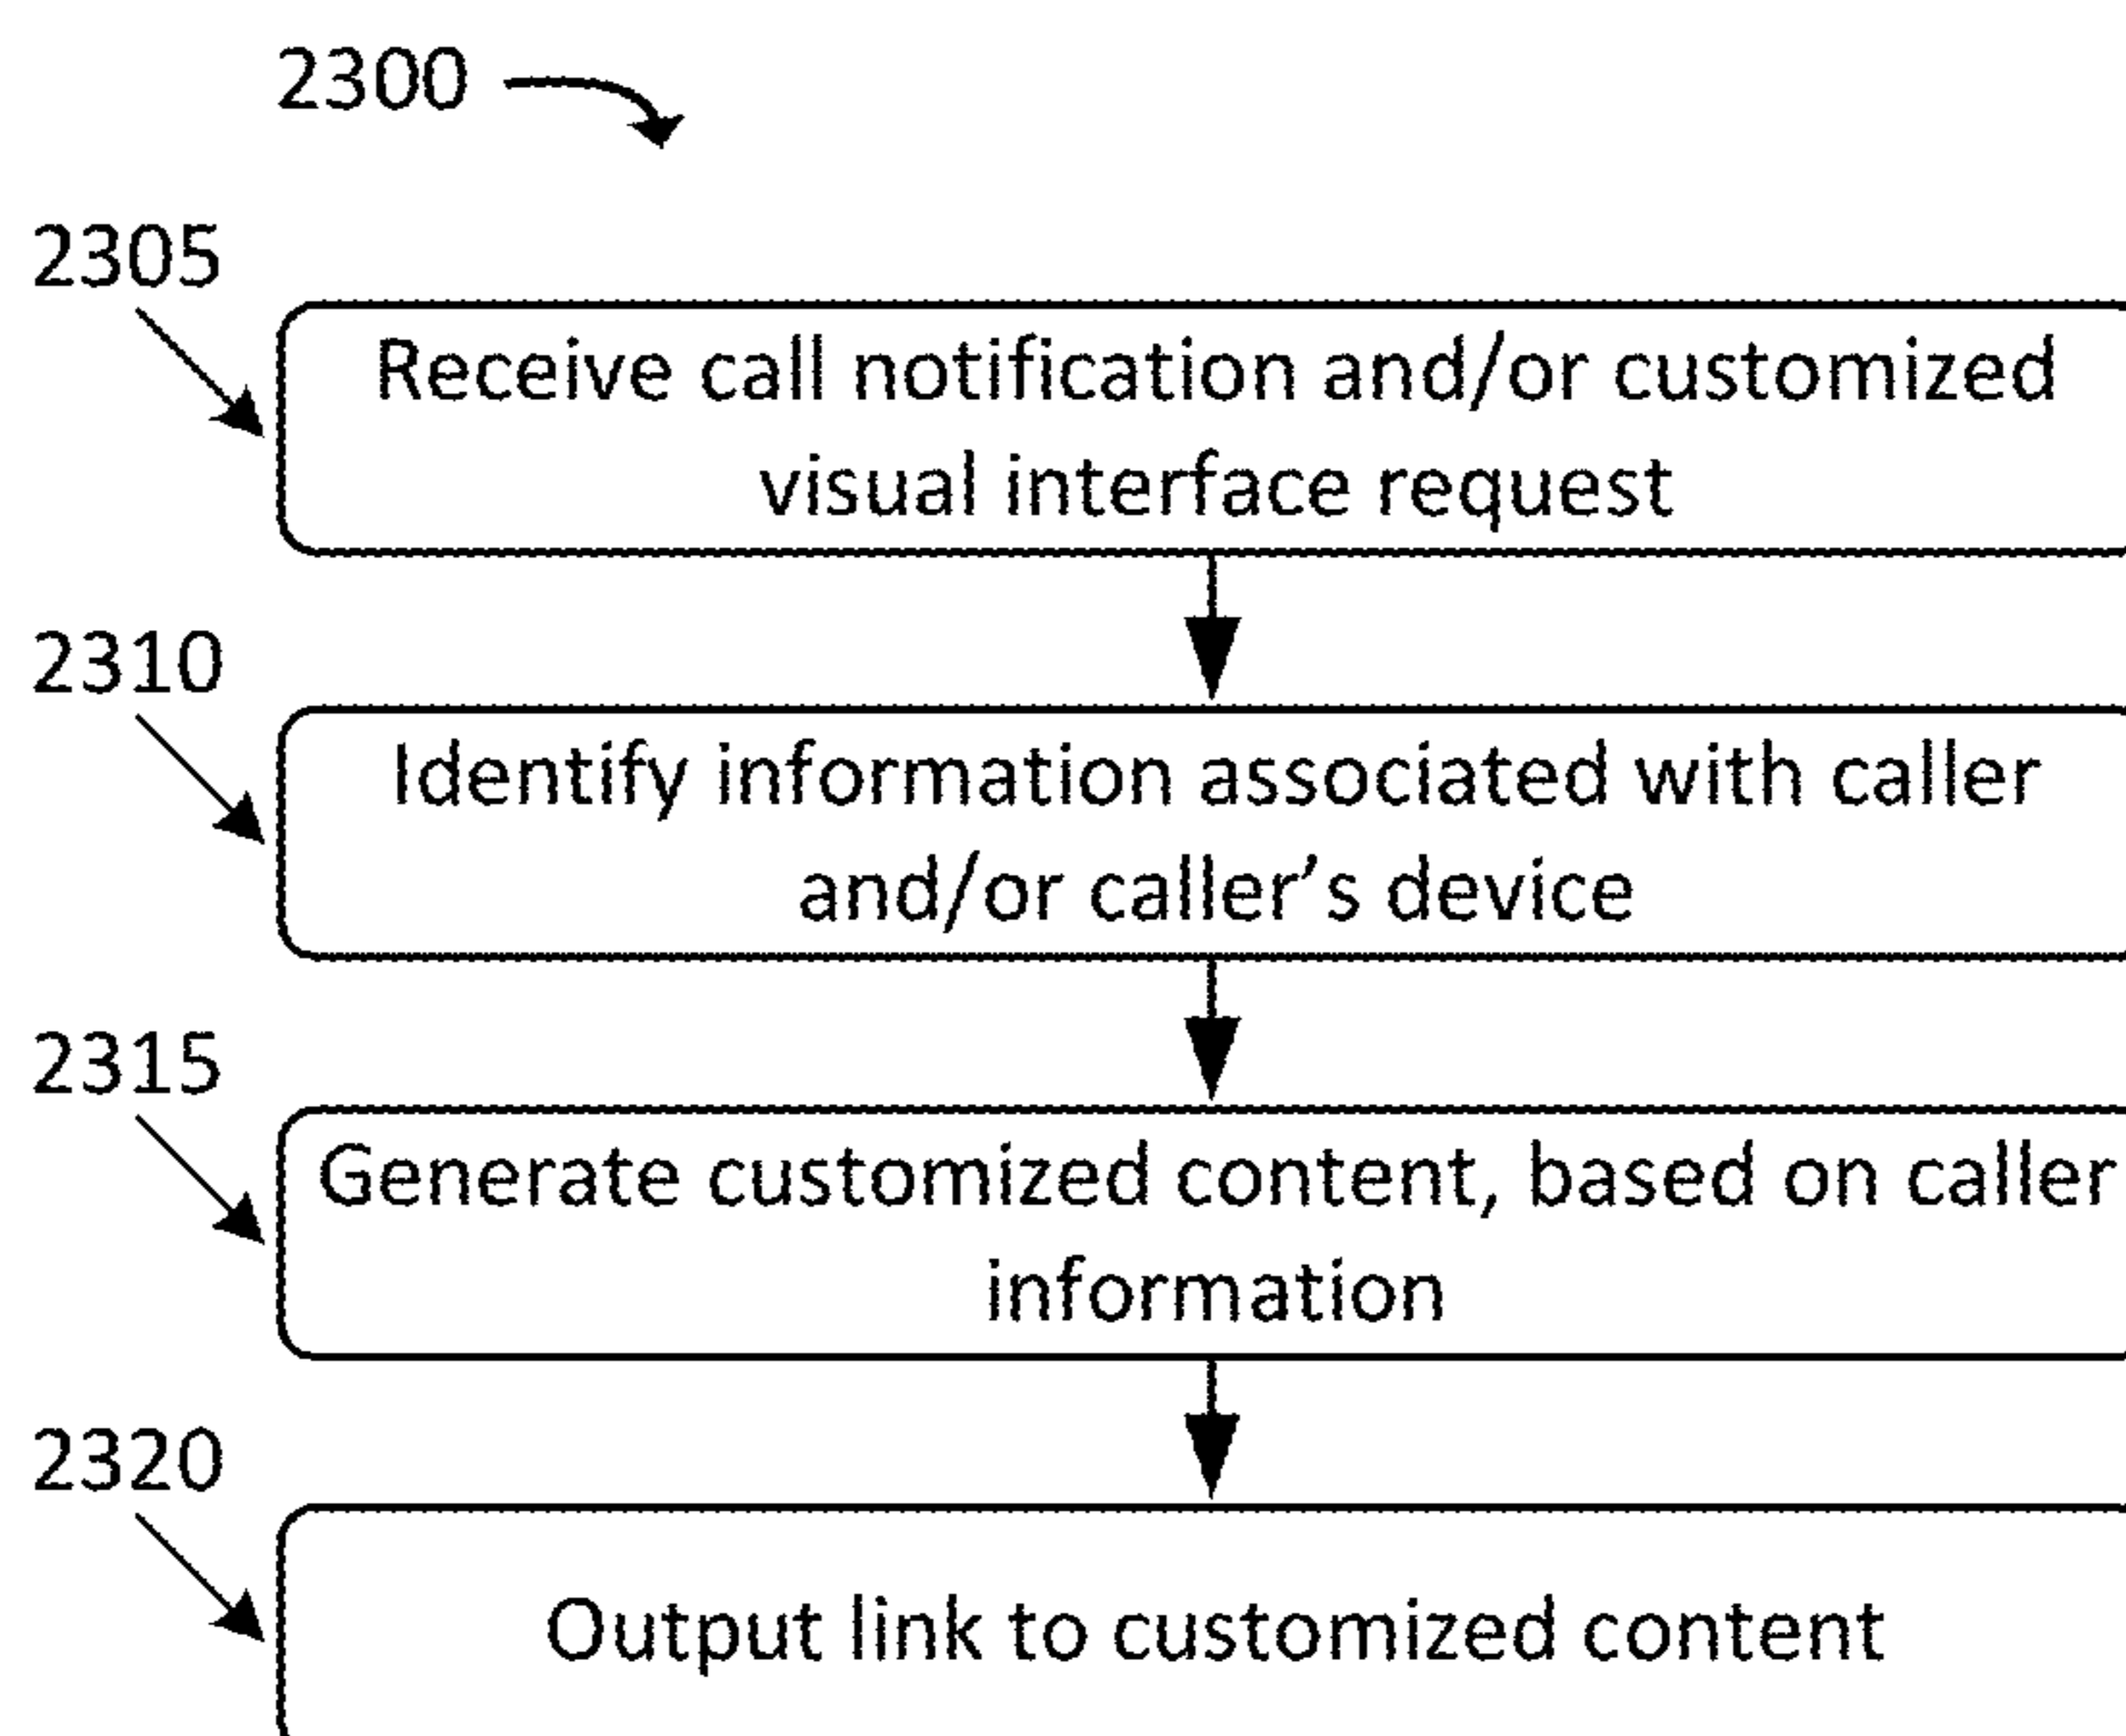 2300
2305
Receive call notification and/or customized
visual interface request
2310
Identify information associated with caller
and/or caller’s device
2315
Generate customized content, based on caller
information
2320
Output link to customized content